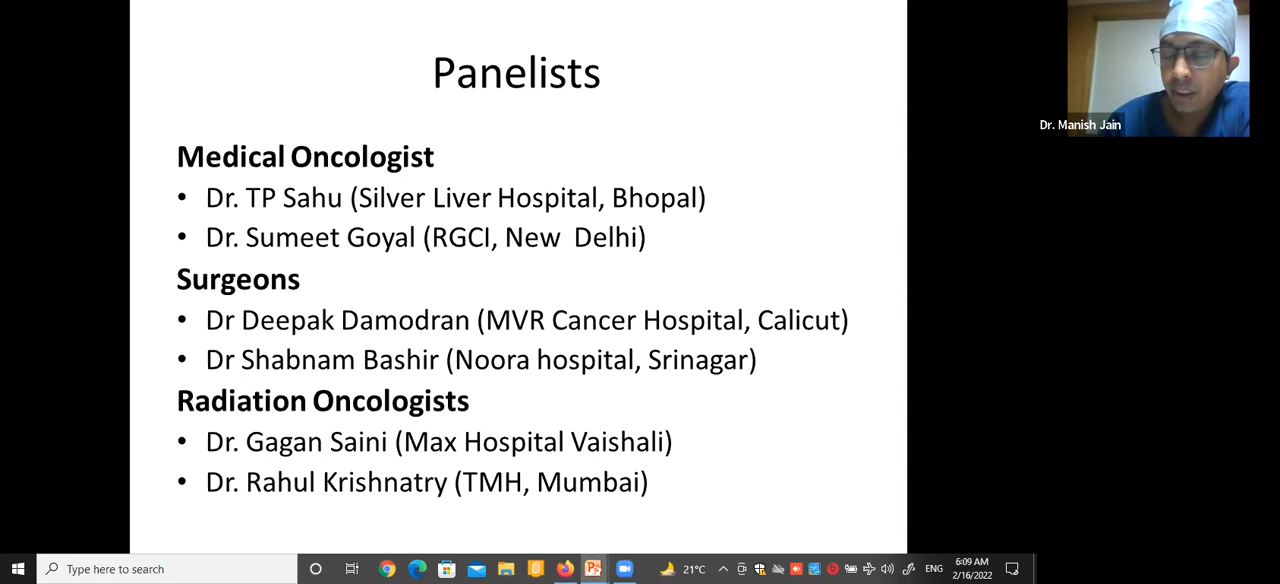 Panelists
Medical Oncologist
• Dr. TP Sahu (Silver Liver Hospital, Bhopal)
• Dr. Sumeet Goyal (RGCI, New  Delhi)
Surgeons
• Dr Deepak Damodran (MVR Cancer Hospital, Calicut)
• Dr Shabnam Bashir (Noora hospital, Srinagar)
Radiation Oncologists
• Dr. Gagan Saini (Max Hospital Vaishali)
• Dr. Rahul Krishnatry (TMH, Mumbai)
Dr. Manish Jain
Type here to search
21°C
ENG
6:09 AM
2/16/2022